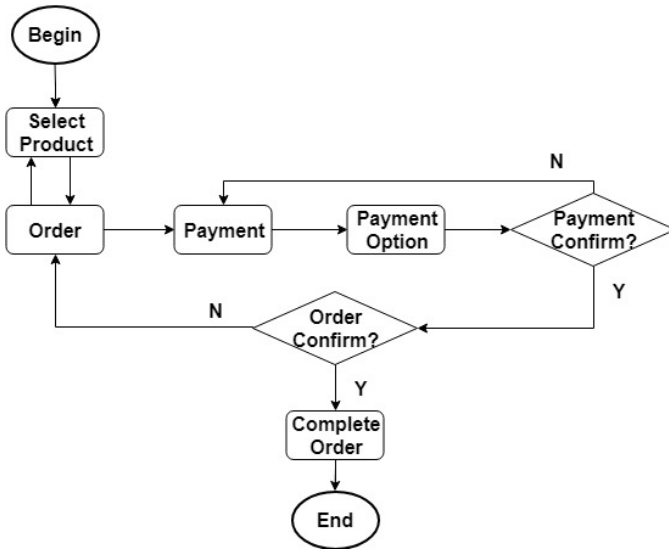 Begin
Select
Product
N
Order
Payment
Payment
Option
Payment
Confirm?
Y
N
Order
Confirm?
Y
Complete
Order
End